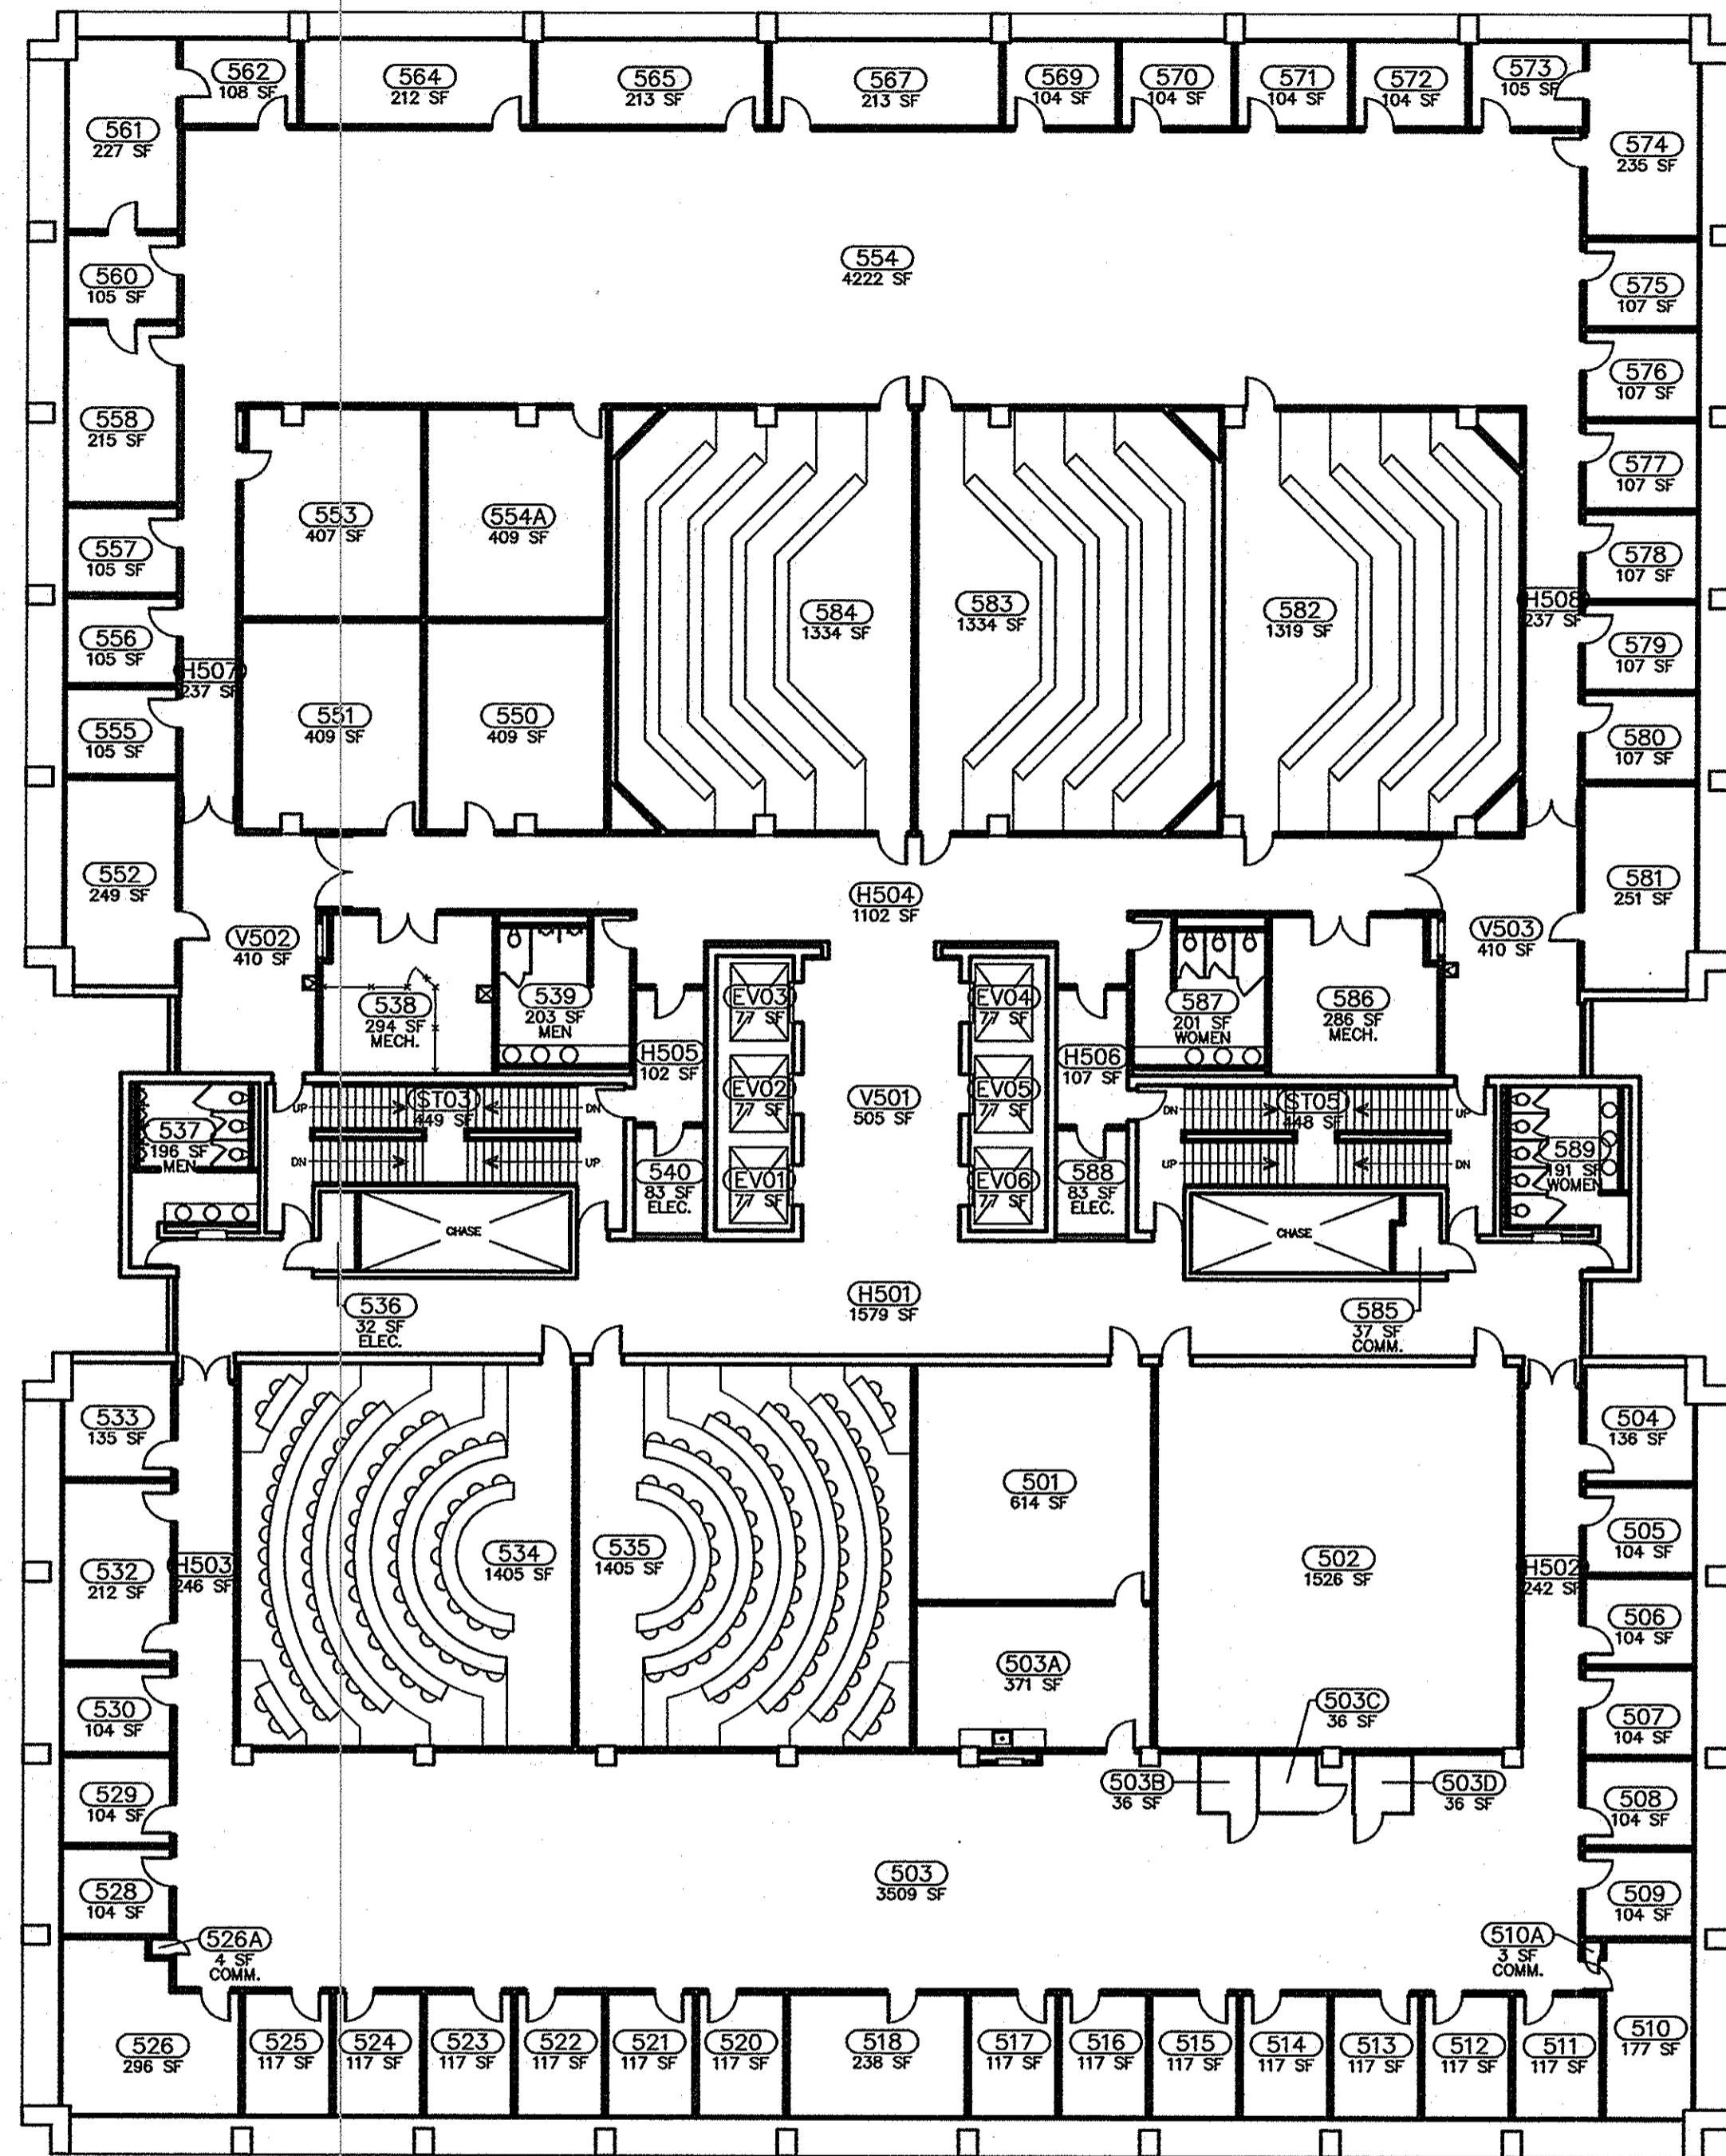 562
108 SF
564
212 SF
565
213 SF
567
213 SF
569
104 SF
570
104 SF
571
104 SF
572
104 SF
573
105 SF
561
227 SF
574
235 SF
554
4222 SF
560
105 SF
575
107 SF
576
107 SF
558
215 SF
577
107 SF
553
407 SF
554A
409 SF
557
105 SF
578
107 SF
584
1334 SF
583
1334 SF
582
1319 SF
H508
237 SF
556
105 SF
579
107 SF
H507
237 SF
555
105 SF
551
409 SF
550
409 SF
580
107 SF
552
249 SF
581
251 SF
H504
1102 SF
V502
410 SF
V503
410 SF
538
294 SF
MECH.
539
203 SF
MEN
EV03
77 SF
EV04
77 SF
587
201 SF
WOMEN
586
286 SF
MECH.
H505
102 SF
H506
107 SF
EV02
77 SF
V501
505 SF
EV05
77 SF
UP
ST03
449 SF
DN
DN
ST05
448 SF
UP
537
196 SF
MEN
589
191 SF
WOMEN
DN
UP
UP
DN
540
83 SF
ELEC.
EV01
77 SF
EV06
77 SF
588
83 SF
ELEC.
CHASE
CHASE
536
32 SF
ELEC.
H501
1579 SF
585
37 SF
COMM.
533
135 SF
504
136 SF
501
614 SF
505
104 SF
532
212 SF
H503
246 SF
534
1405 SF
535
1405 SF
502
1526 SF
H502
242 SF
506
104 SF
503A
371 SF
530
104 SF
503C
36 SF
507
104 SF
503B
36 SF
503D
36 SF
529
104 SF
508
104 SF
503
3509 SF
528
104 SF
509
104 SF
526A
4 SF
COMM.
510A
3 SF
COMM.
526
296 SF
525
117 SF
524
117 SF
523
117 SF
522
117 SF
521
117 SF
520
117 SF
518
238 SF
517
117 SF
516
117 SF
515
117 SF
514
117 SF
513
117 SF
512
117 SF
511
117 SF
510
177 SF